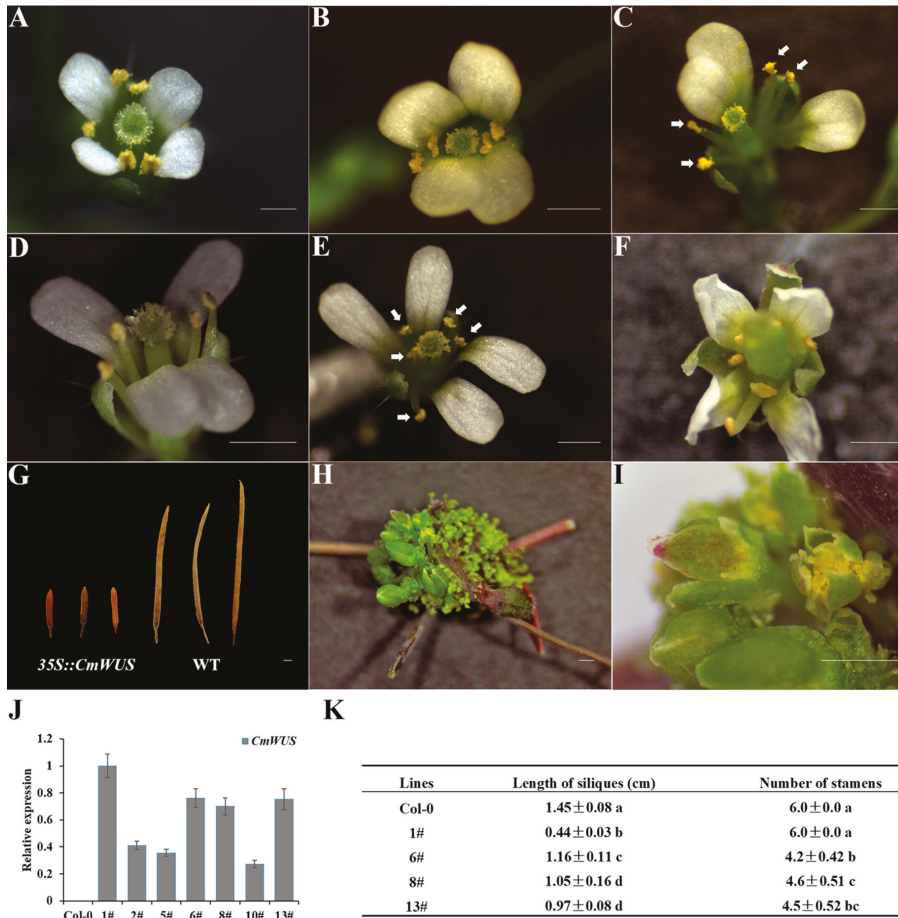 A
B
C
D
E
F
G
H
I
35S::CmWUS WT
J
K
CmWUS
Relative expression
1.2
1
0.8
0.6
0.4
0.2
0
Col-0 1# 2# 5# 6# 8# 10# 13#
Lines Length of siliques (cm) Number of stamens
Col-0 1.45±0.08 a 6.0±0.0 a
1# 0.44±0.03 b 6.0±0.0 a
6# 1.16±0.11 c 4.2±0.42 b
8# 1.05±0.16 d 4.6±0.51 c
13# 0.97±0.08 d 4.5±0.52 bc